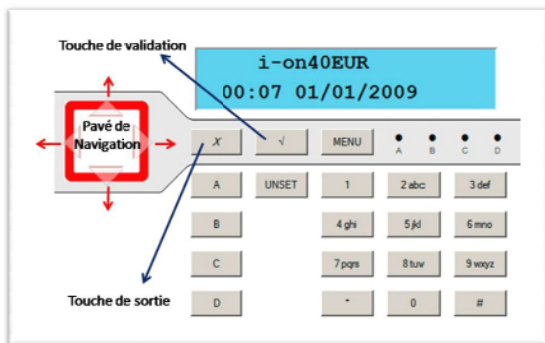 Touche de validation
i-on40EUR
00:07 01/01/2009
Pavé de
Navigation
X √ MENU
A B C D
A UNSET 1 2 abc 3 def
B 4 ghi 5 jkl 6 mno
C 7 pqrs 8 tuv 9 wxyz
Touche de sortie
D * 0 #